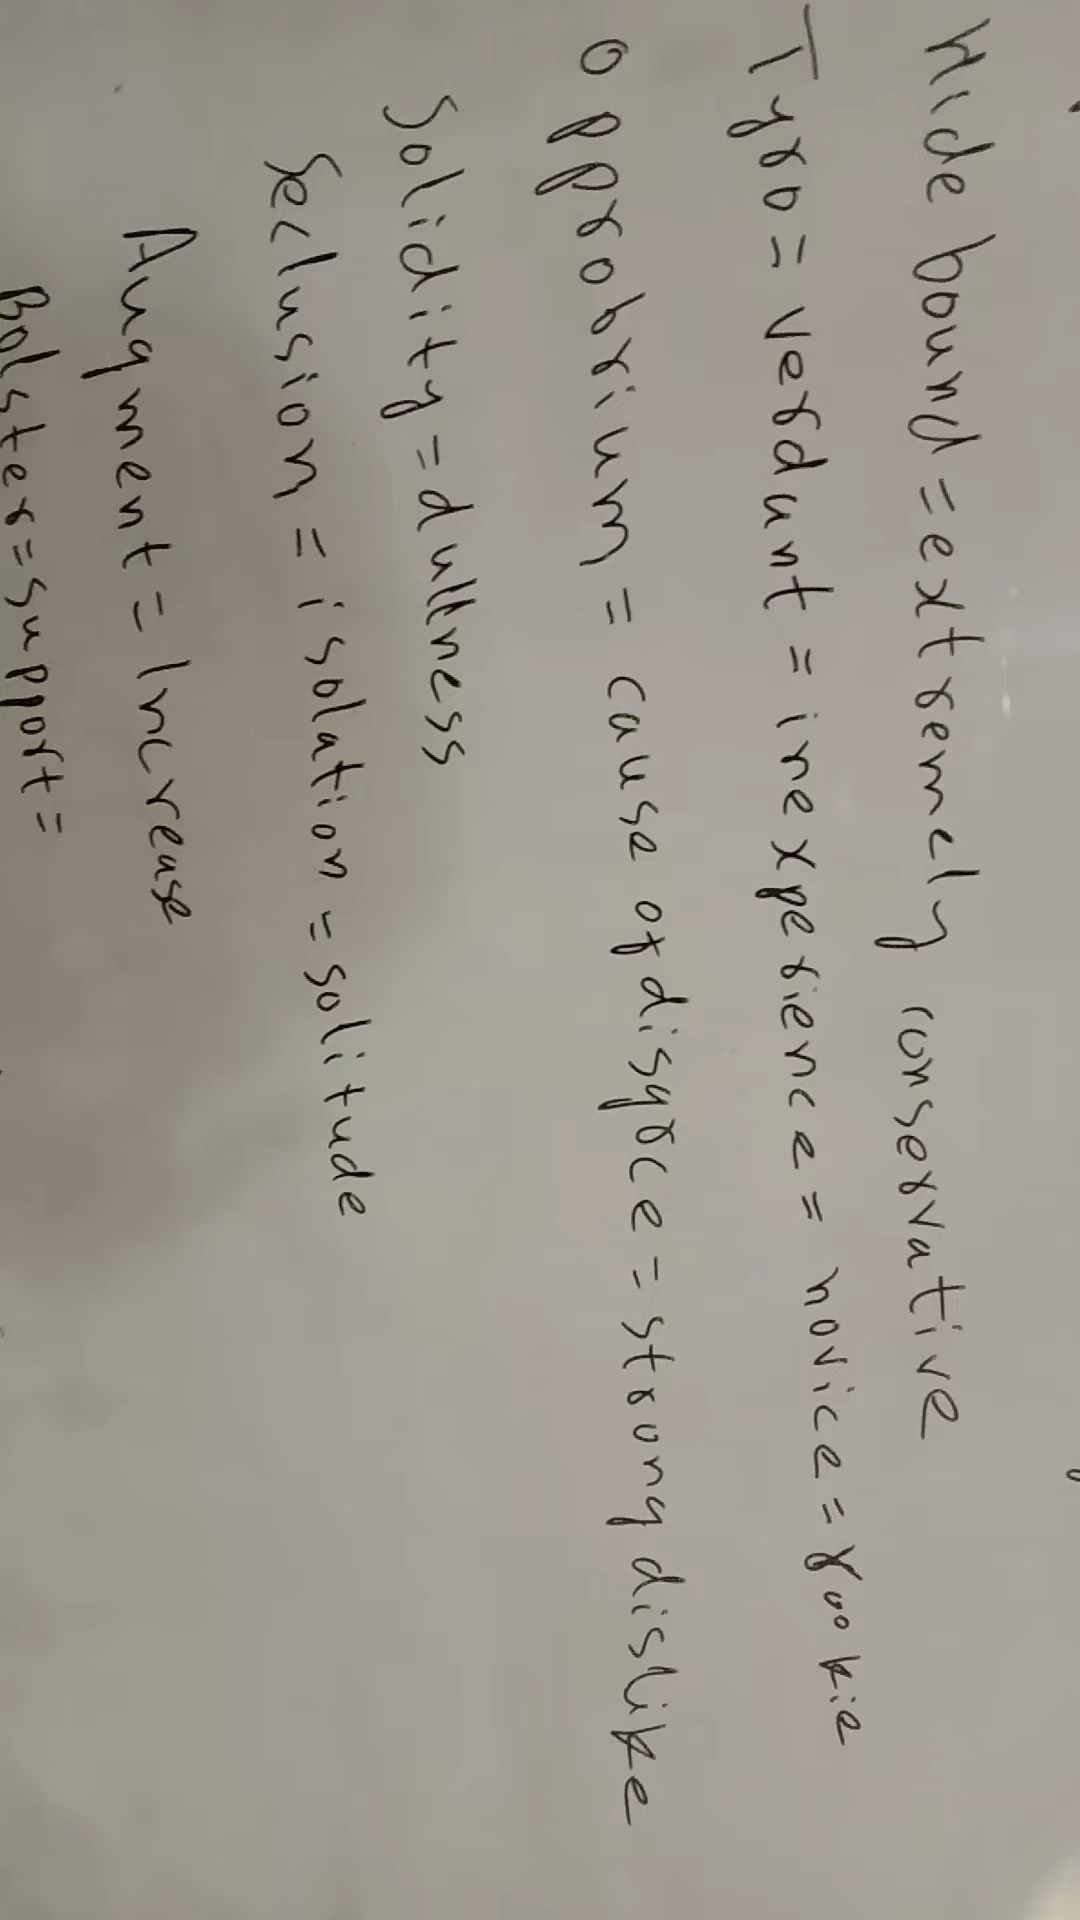 Hide bound = extremely conservative
Tyro = verdant = inexperience = novice = rookie
opprobrium = cause of disgrce = strong dislike
Solidity = dullness
Seclusion = isolation = solitude
Augment = Increase
Bolster = support =